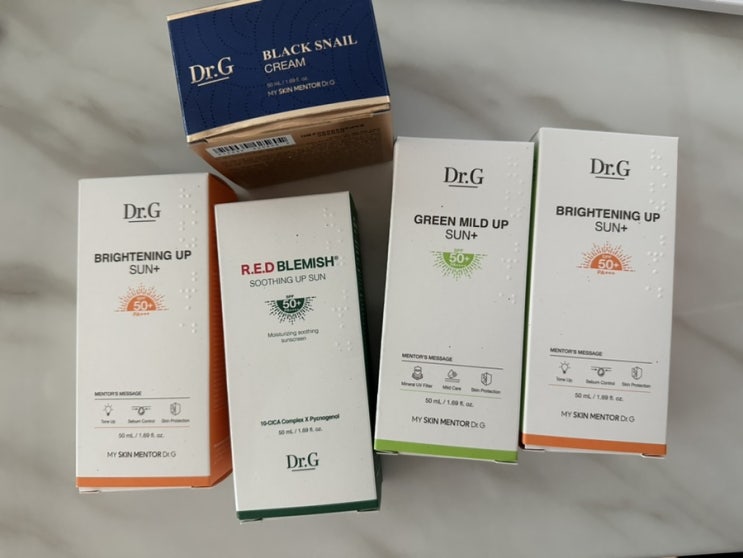 Dr.G
BLACK SNAIL
CREAM
50 mL / 1.69 fl. oz.
MY SKIN MENTOR Dr.G
Dr.G
BRIGHTENING UP
SUN+
50+
PA+++
MENTOR'S MESSAGE
Tone Up
Sebum Control
Skin Protection
50 mL / 1.69 fl. oz.
MY SKIN MENTOR Dr.G
R.E.D BLEMISH®
SOOTHING UP SUN
SPF
50+
Moisturizing soothing
sunscreen
10-CICA Complex X Pycnogenol
50 mL / 1.69 fl. oz.
Dr.G
Dr.G
GREEN MILD UP
SUN+
SPF
50+
MENTOR'S MESSAGE
Mineral UV Filter
Mild Care
Skin Protection
50 mL / 1.69 fl. oz.
MY SKIN MENTOR Dr.G
Dr.G
BRIGHTENING UP
SUN+
SPF
50+
PA+++
MENTOR'S MESSAGE
Tone Up
Sebum Control
Skin Protection
50 mL / 1.69 fl. oz.
MY SKIN MENTOR Dr.G